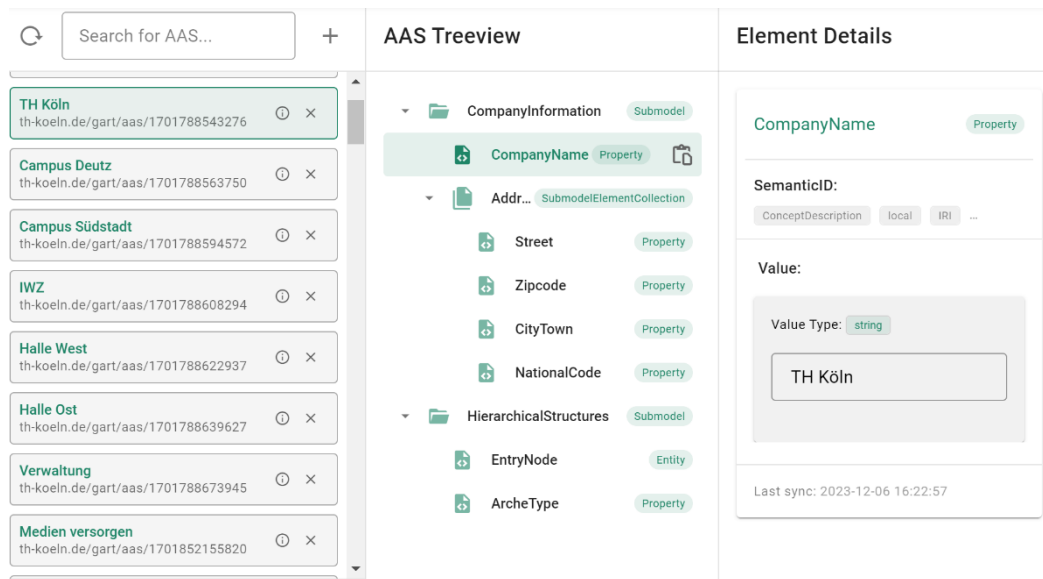 Search for AAS...
TH Köln
th-koeln.de/gart/aas/1701788543276
Campus Deutz
th-koeln.de/gart/aas/1701788563750
Campus Südstadt
th-koeln.de/gart/aas/1701788594572
IWZ
th-koeln.de/gart/aas/1701788608294
Halle West
th-koeln.de/gart/aas/1701788622937
Halle Ost
th-koeln.de/gart/aas/1701788639627
Verwaltung
th-koeln.de/gart/aas/1701788673945
Medien versorgen
th-koeln.de/gart/aas/1701852155820
AAS Treeview
CompanyInformation Submodel
CompanyName Property
Addr... SubmodelElementCollection
Street Property
Zipcode Property
CityTown Property
NationalCode Property
HierarchicalStructures Submodel
EntryNode Entity
ArcheType Property
Element Details
CompanyName Property
SemanticID:
ConceptDescription local IRI ...
Value:
Value Type: string
TH Köln
Last sync: 2023-12-06 16:22:57